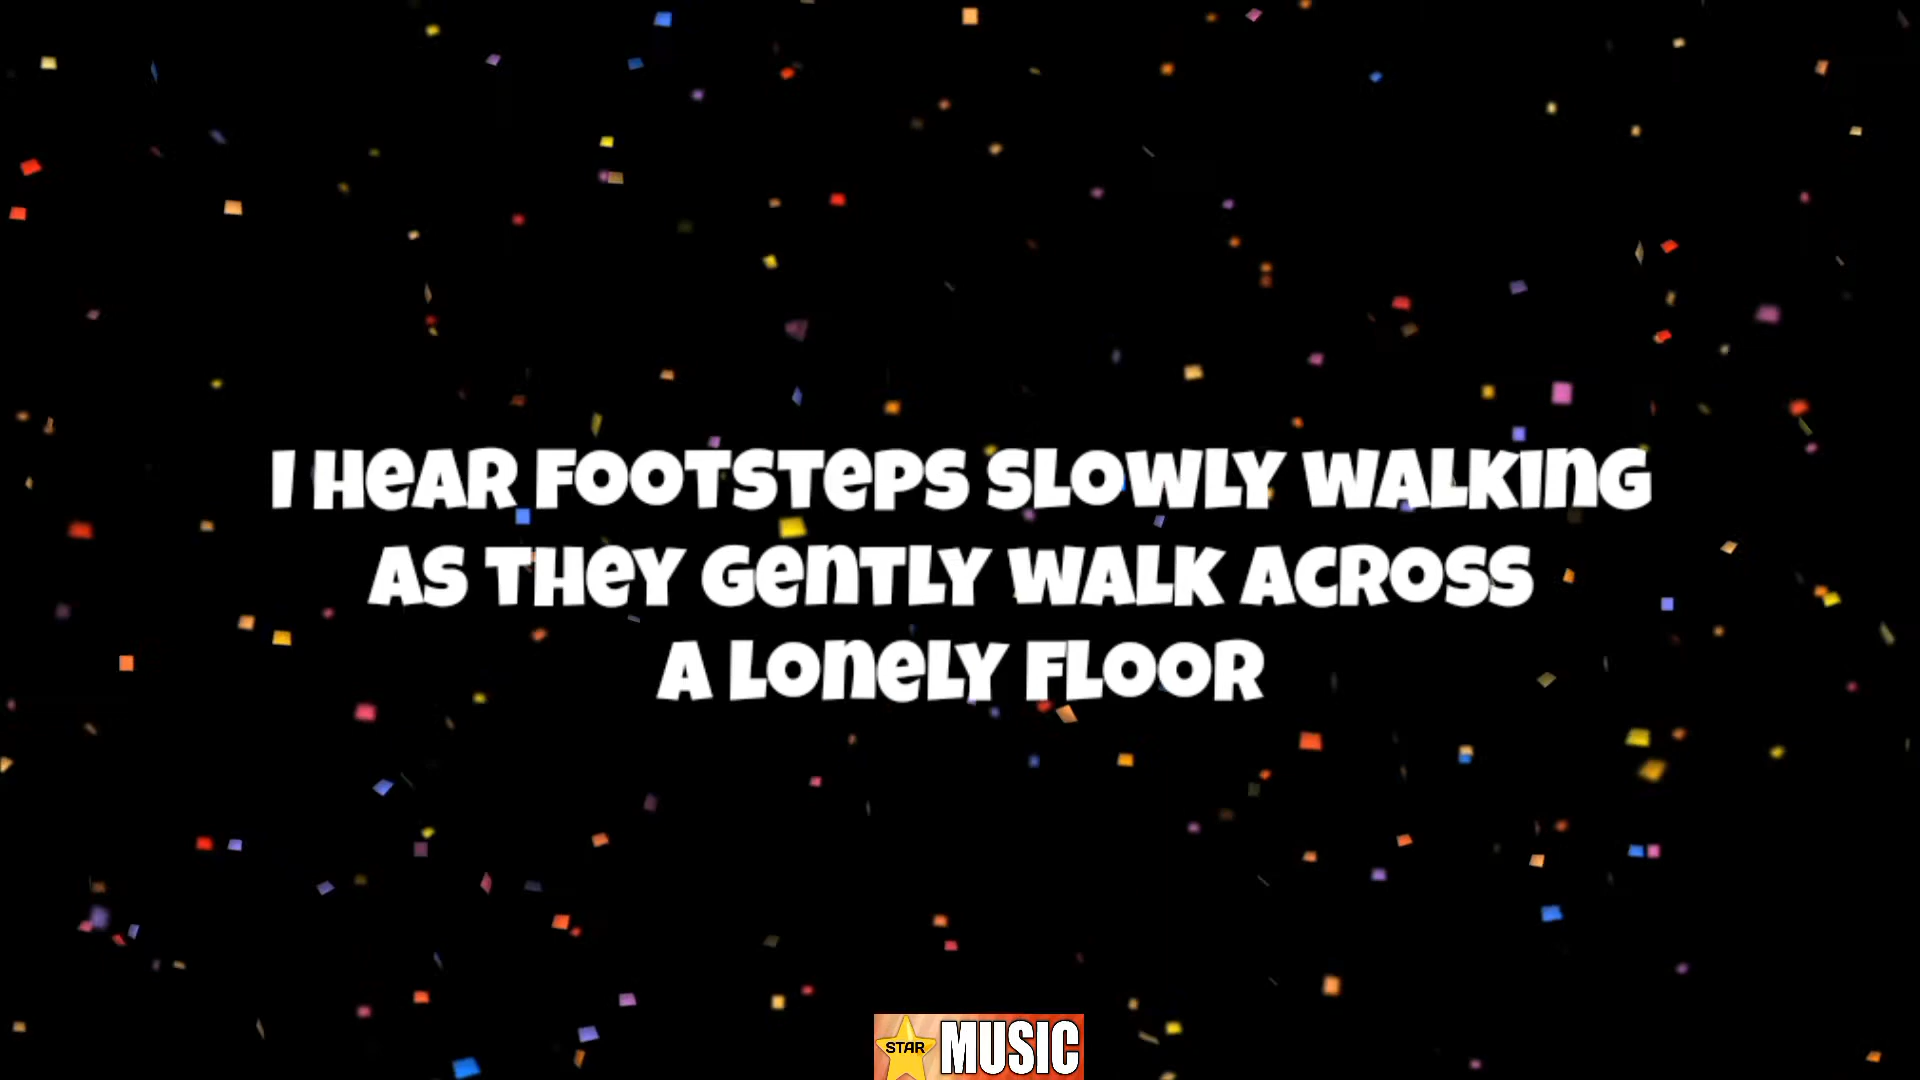 I HEAR FOOTSTEPS SLOWLY WALKING
AS THEY GENTLY WALK ACROSS
A LONELY FLOOR
STAR MUSIC